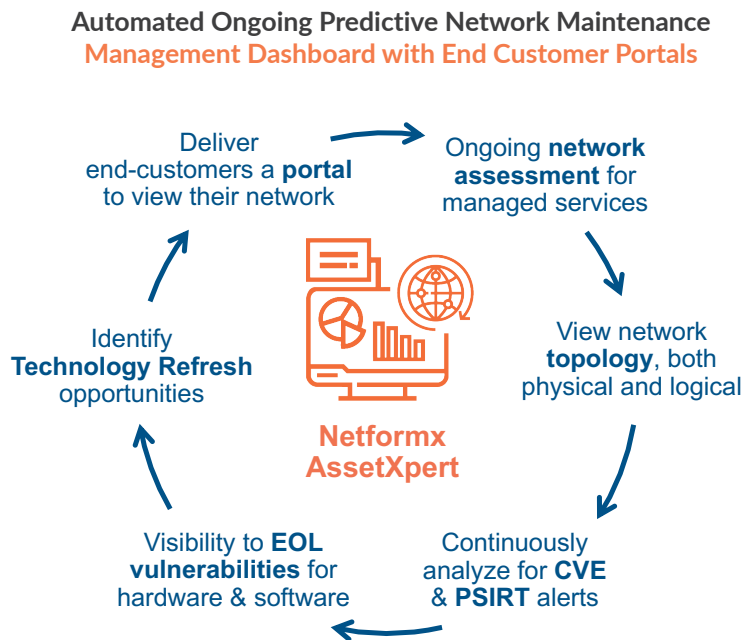 Automated Ongoing Predictive Network Maintenance
Management Dashboard with End Customer Portals
Deliver
end-customers a portal
to view their network
Ongoing network
assessment for
managed services
View network
topology, both
physical and logical
Continuously
analyze for CVE
& PSIRT alerts
Visibility to EOL
vulnerabilities for
hardware & software
Identify
Technology Refresh
opportunities
Netformx
AssetXpert